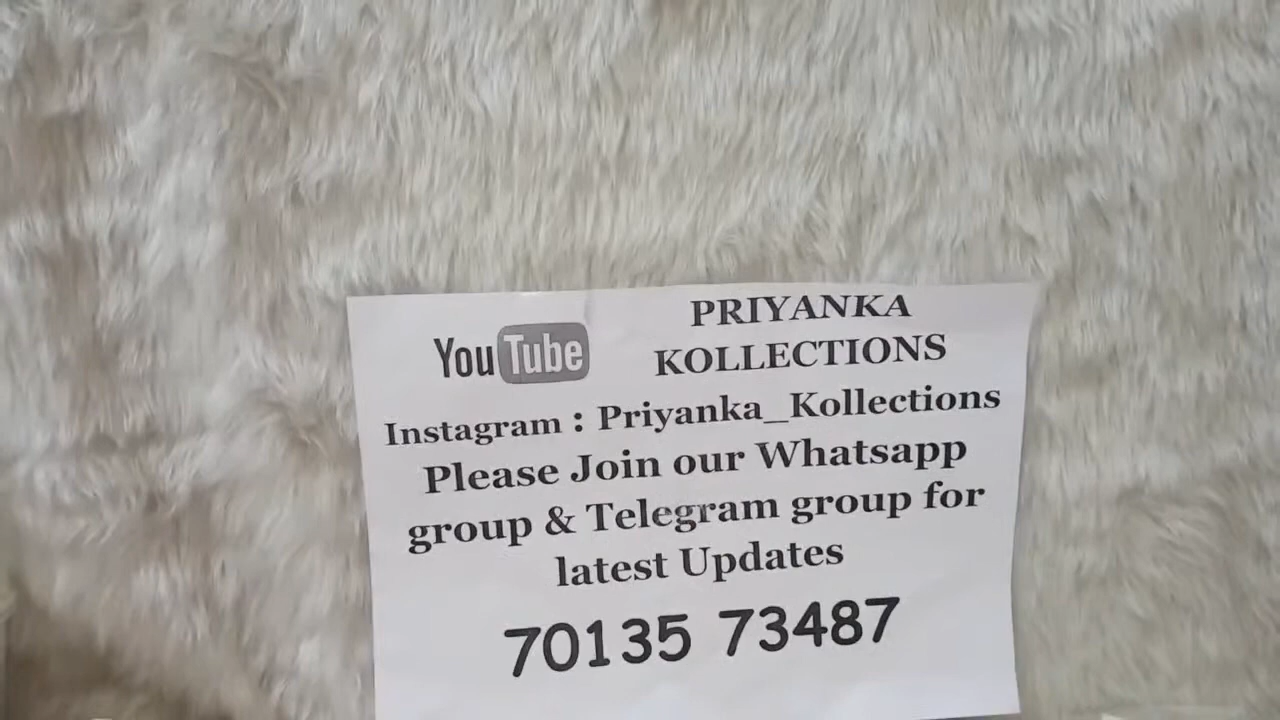 YouTube
PRIYANKA
KOLLECTIONS
Instagram : Priyanka_Kollections
Please Join our Whatsapp
group & Telegram group for
latest Updates
70135 73487